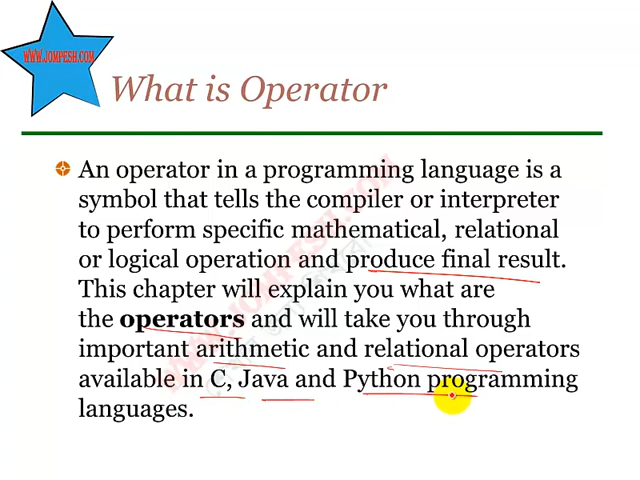 WWW.JOMPESH.COM
What is Operator
An operator in a programming language is a
symbol that tells the compiler or interpreter
to perform specific mathematical, relational
or logical operation and produce final result.
This chapter will explain you what are
the operators and will take you through
important arithmetic and relational operators
available in C, Java and Python programming
languages.
WWW.JOMPESH.COM